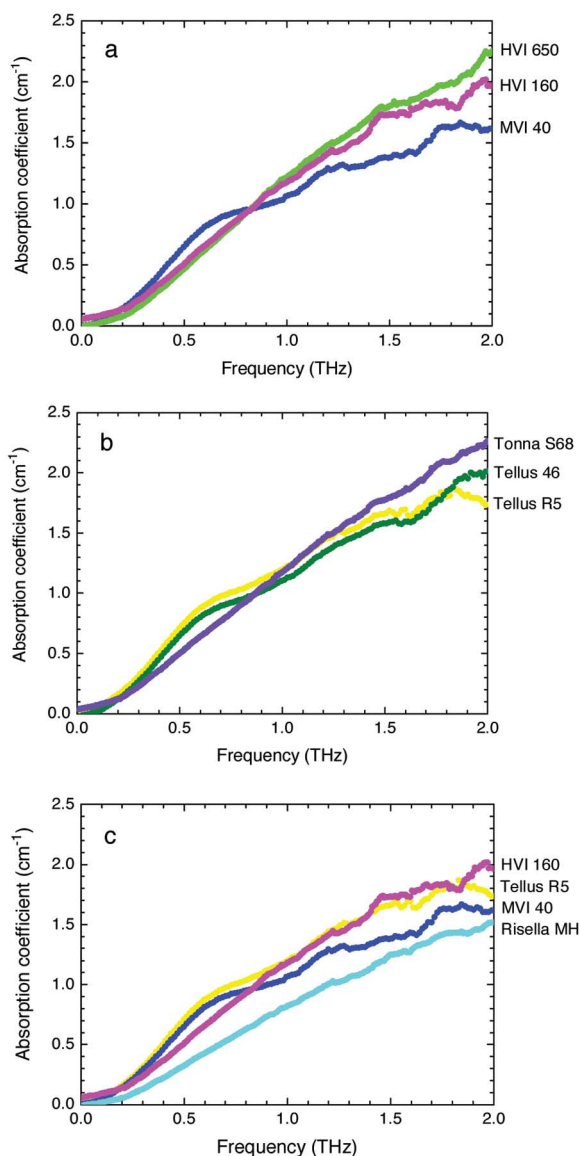 a
2.5
2.0
1.5
1.0
0.5
0.0
Absorption coefficient (cm⁻¹)
HVI 650
HVI 160
MVI 40
0.0 0.5 1.0 1.5 2.0
Frequency (THz)
b
2.5
2.0
1.5
1.0
0.5
0.0
Absorption coefficient (cm⁻¹)
Tonna S68
Tellus 46
Tellus R5
0.0 0.5 1.0 1.5 2.0
Frequency (THz)
c
2.5
2.0
1.5
1.0
0.5
0.0
Absorption coefficient (cm⁻¹)
HVI 160
Tellus R5
MVI 40
Risella MH
0.0 0.5 1.0 1.5 2.0
Frequency (THz)